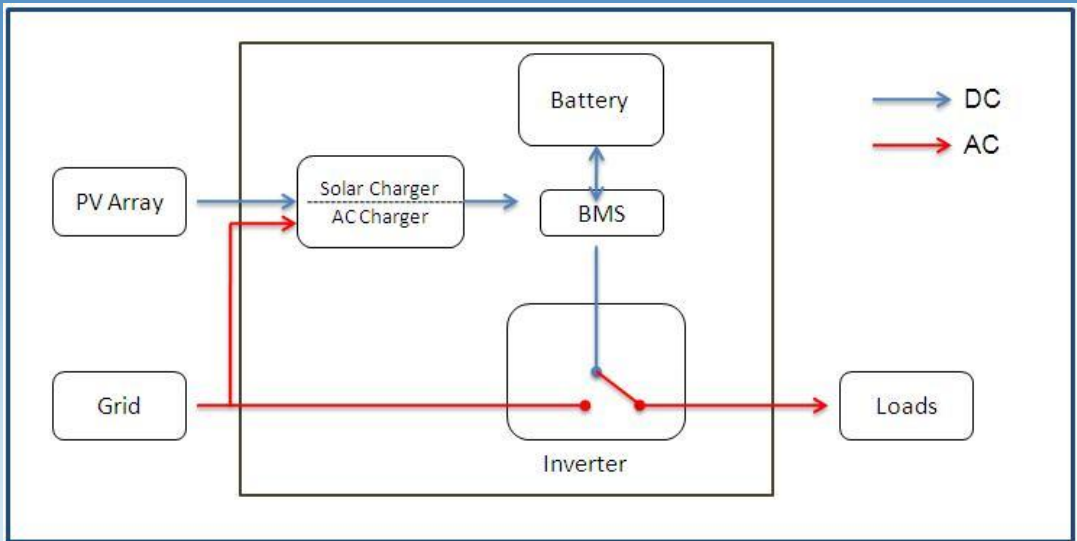 Battery
DC
AC
PV Array
Solar Charger
AC Charger
BMS
Grid
Loads
Inverter